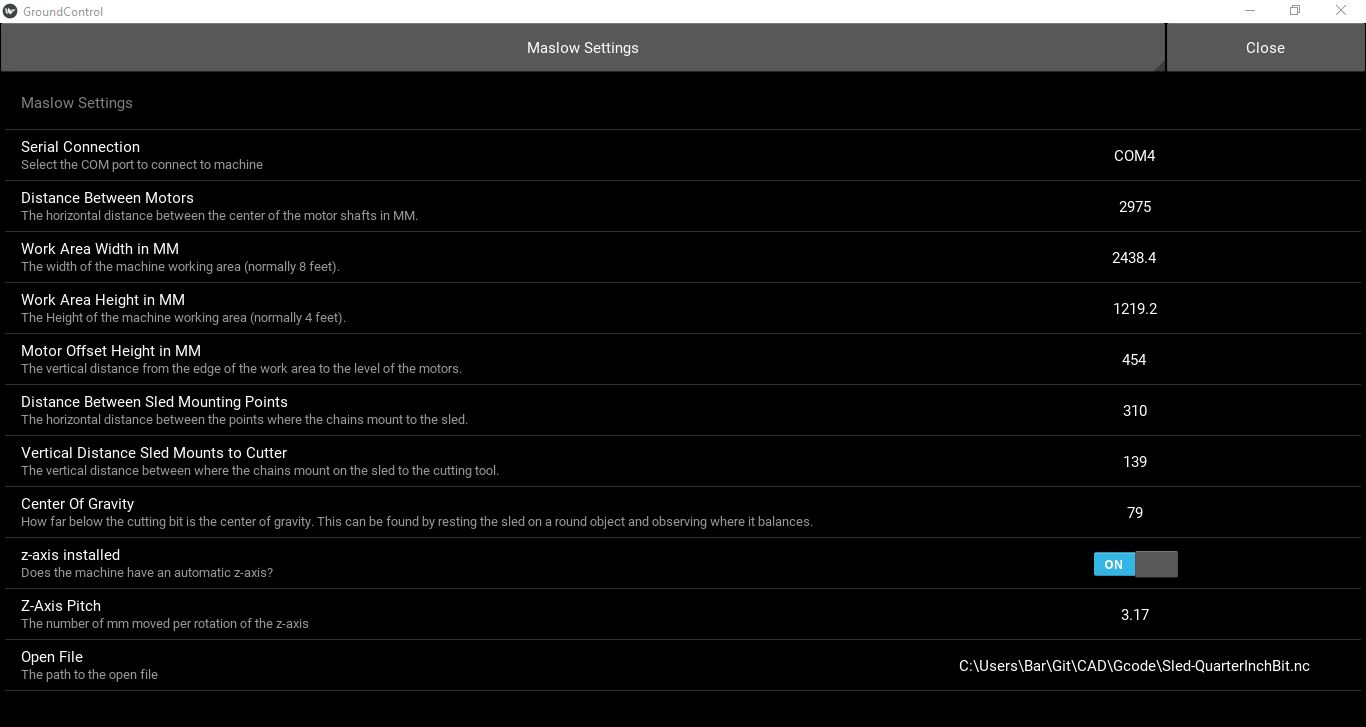 GroundControl
Maslow Settings
Close
Maslow Settings
Serial Connection
Select the COM port to connect to machine
COM4
Distance Between Motors
The horizontal distance between the center of the motor shafts in MM.
2975
Work Area Width in MM
The width of the machine working area (normally 8 feet).
2438.4
Work Area Height in MM
The Height of the machine working area (normally 4 feet).
1219.2
Motor Offset Height in MM
The vertical distance from the edge of the work area to the level of the motors.
454
Distance Between Sled Mounting Points
The horizontal distance between the points where the chains mount to the sled.
310
Vertical Distance Sled Mounts to Cutter
The vertical distance between where the chains mount on the sled to the cutting tool.
139
Center Of Gravity
How far below the cutting bit is the center of gravity. This can be found by resting the sled on a round object and observing where it balances.
79
z-axis installed
Does the machine have an automatic z-axis?
ON
Z-Axis Pitch
The number of mm moved per rotation of the z-axis
3.17
Open File
The path to the open file
C:\Users\Bar\Git\CAD\Gcode\Sled-QuarterInchBit.nc